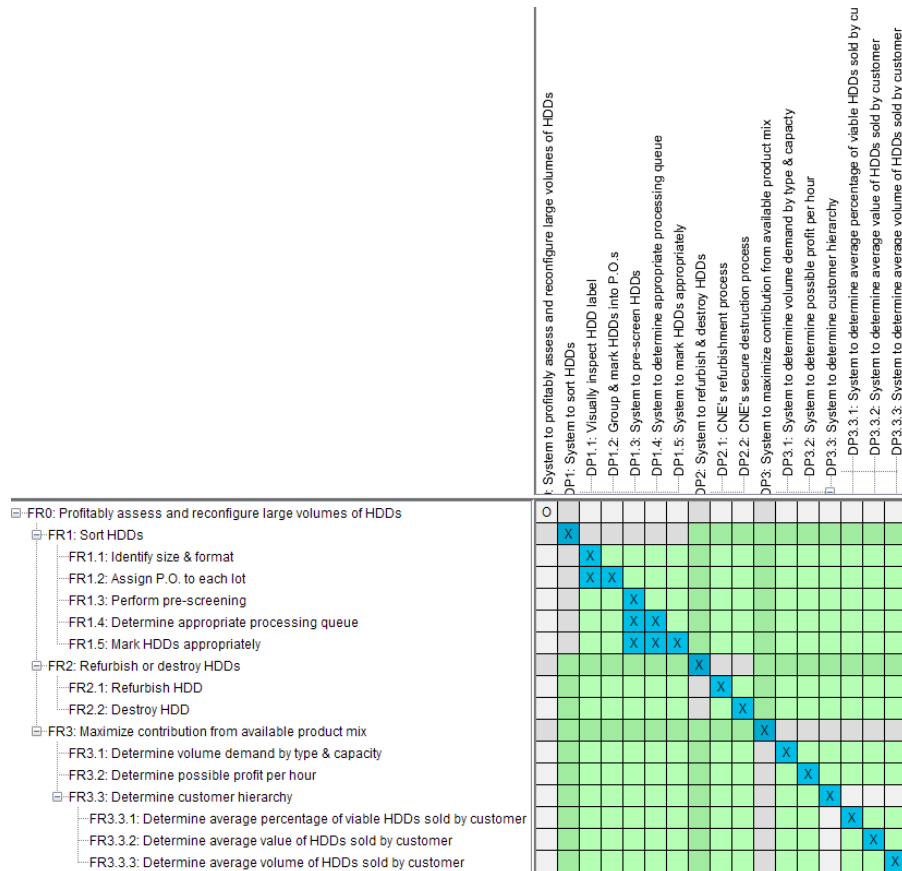 : System to profitably assess and reconfigure large volumes of HDDs
DP1: System to sort HDDs
DP1.1: Visually inspect HDD label
DP1.2: Group & mark HDDs into P.O.s
DP1.3: System to pre-screen HDDs
DP1.4: System to determine appropriate processing queue
DP1.5: System to mark HDDs appropriately
DP2: System to refurbish & destroy HDDs
DP2.1: CNE's refurbishment process
DP2.2: CNE's secure destruction process
DP3: System to maximize contribution from available product mix
DP3.1: System to determine volume demand by type & capacty
DP3.2: System to determine possible profit per hour
DP3.3: System to determine customer hierarchy
DP3.3.1: System to determine average percentage of viable HDDs sold by cu
DP3.3.2: System to determine average value of HDDs sold by customer
DP3.3.3: System to determine average volume of HDDs sold by customer
FR0: Profitably assess and reconfigure large volumes of HDDs O
FR1: Sort HDDs X
FR1.1: Identify size & format X
FR1.2: Assign P.O. to each lot X X
FR1.3: Perform pre-screening X
FR1.4: Determine appropriate processing queue X X
FR1.5: Mark HDDs appropriately X X X
FR2: Refurbish or destroy HDDs X
FR2.1: Refurbish HDD X
FR2.2: Destroy HDD X
FR3: Maximize contribution from available product mix X
FR3.1: Determine volume demand by type & capacity X
FR3.2: Determine possible profit per hour X
FR3.3: Determine customer hierarchy X
FR3.3.1: Determine average percentage of viable HDDs sold by customer X
FR3.3.2: Determine average value of HDDs sold by customer X
FR3.3.3: Determine average volume of HDDs sold by customer X